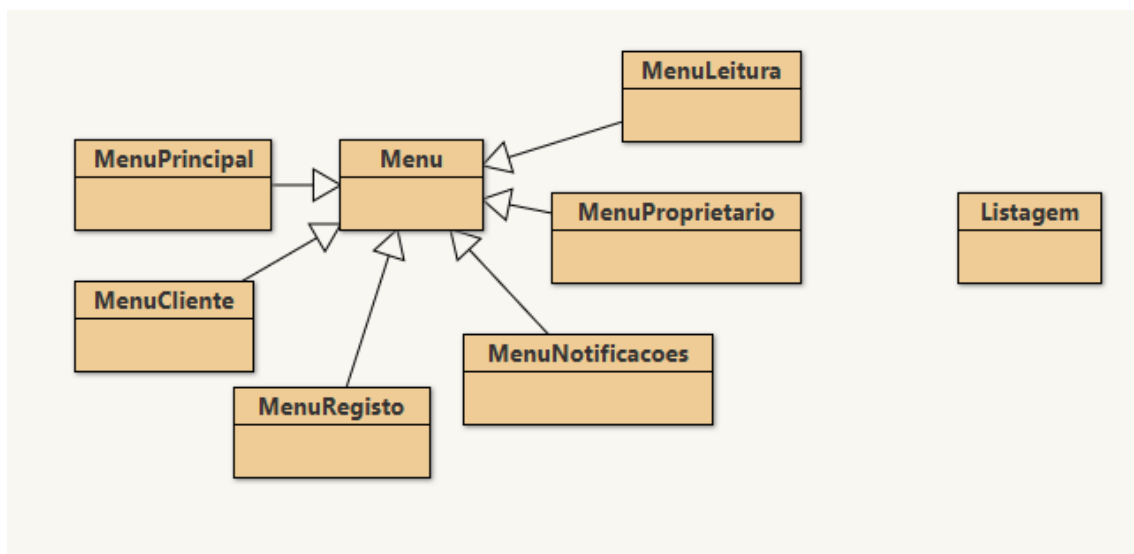 MenuLeitura
MenuPrincipal
Menu
MenuProprietario
Listagem
MenuCliente
MenuNotificacoes
MenuRegisto